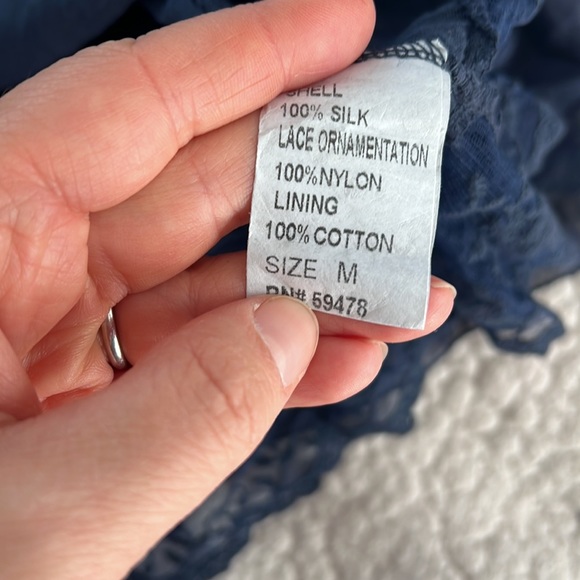 SHELL
100% SILK
LACE ORNAMENTATION
100%NYLON
LINING
100%COTTON
SIZE M
RN# 59478